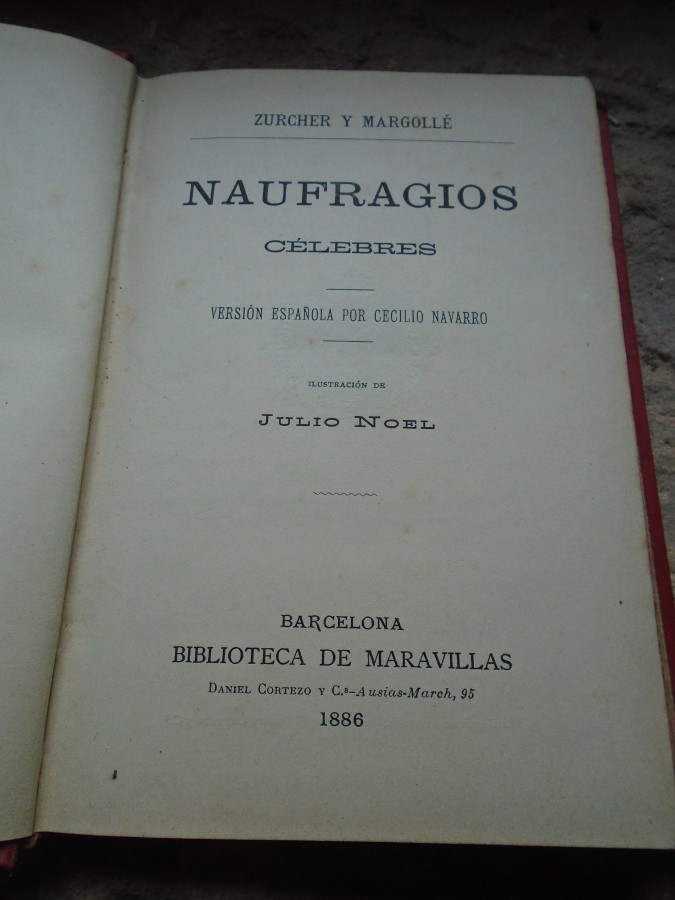 ZURCHER Y MARGOLLÉ
NAUFRAGIOS
CÉLEBRES
VERSIÓN ESPAÑOLA POR CECILIO NAVARRO
ILUSTRACIÓN DE
JULIO NOEL
BARCELONA
BIBLIOTECA DE MARAVILLAS
DANIEL CORTEZO Y C.ª-Ausias-March, 95
1886